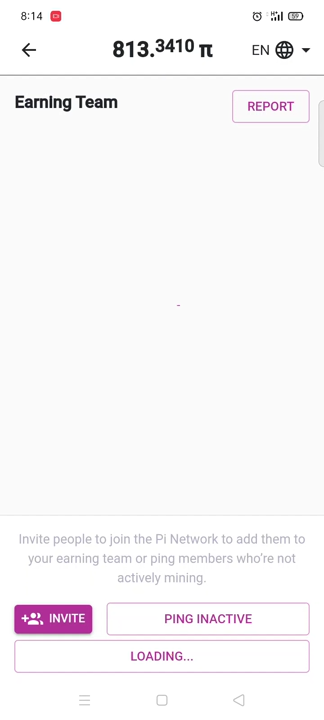 8:14
59
813.3410 π
EN
Earning Team
REPORT
Invite people to join the Pi Network to add them to
your earning team or ping members who're not
actively mining.
INVITE
PING INACTIVE
LOADING...